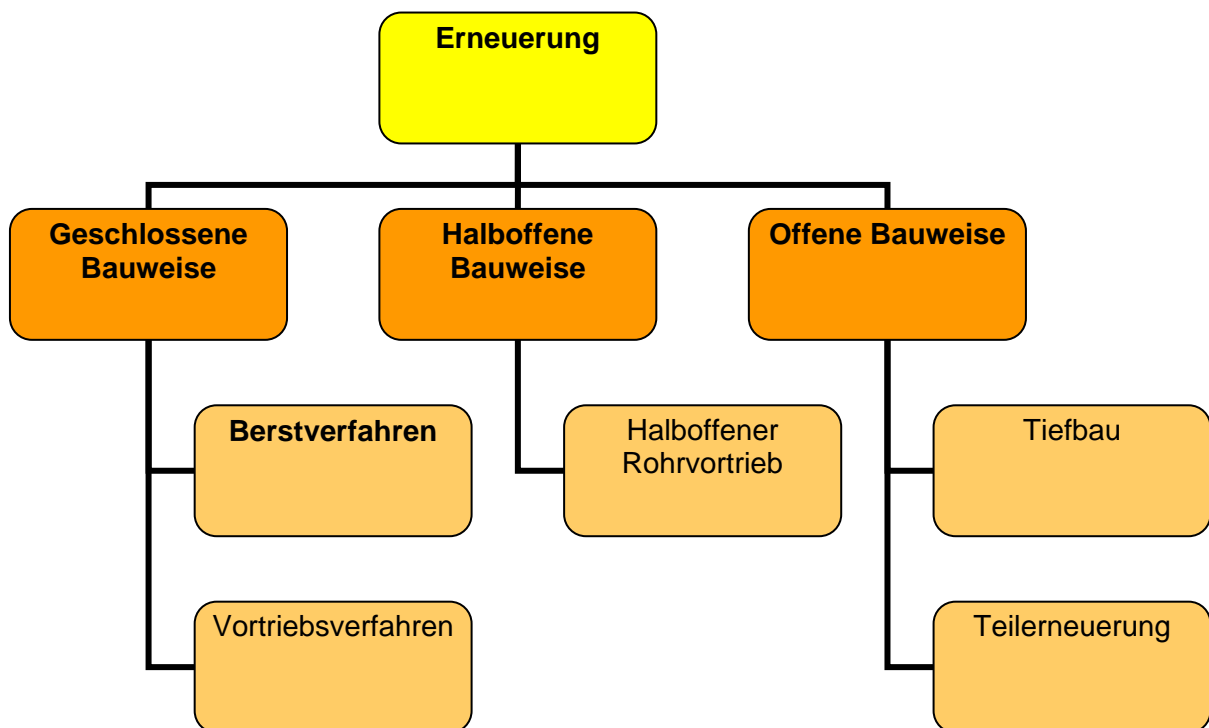 Erneuerung
Geschlossene
Bauweise
Halboffene
Bauweise
Offene Bauweise
Berstverfahren
Halboffener
Rohrvortrieb
Tiefbau
Vortriebsverfahren
Teilerneuerung